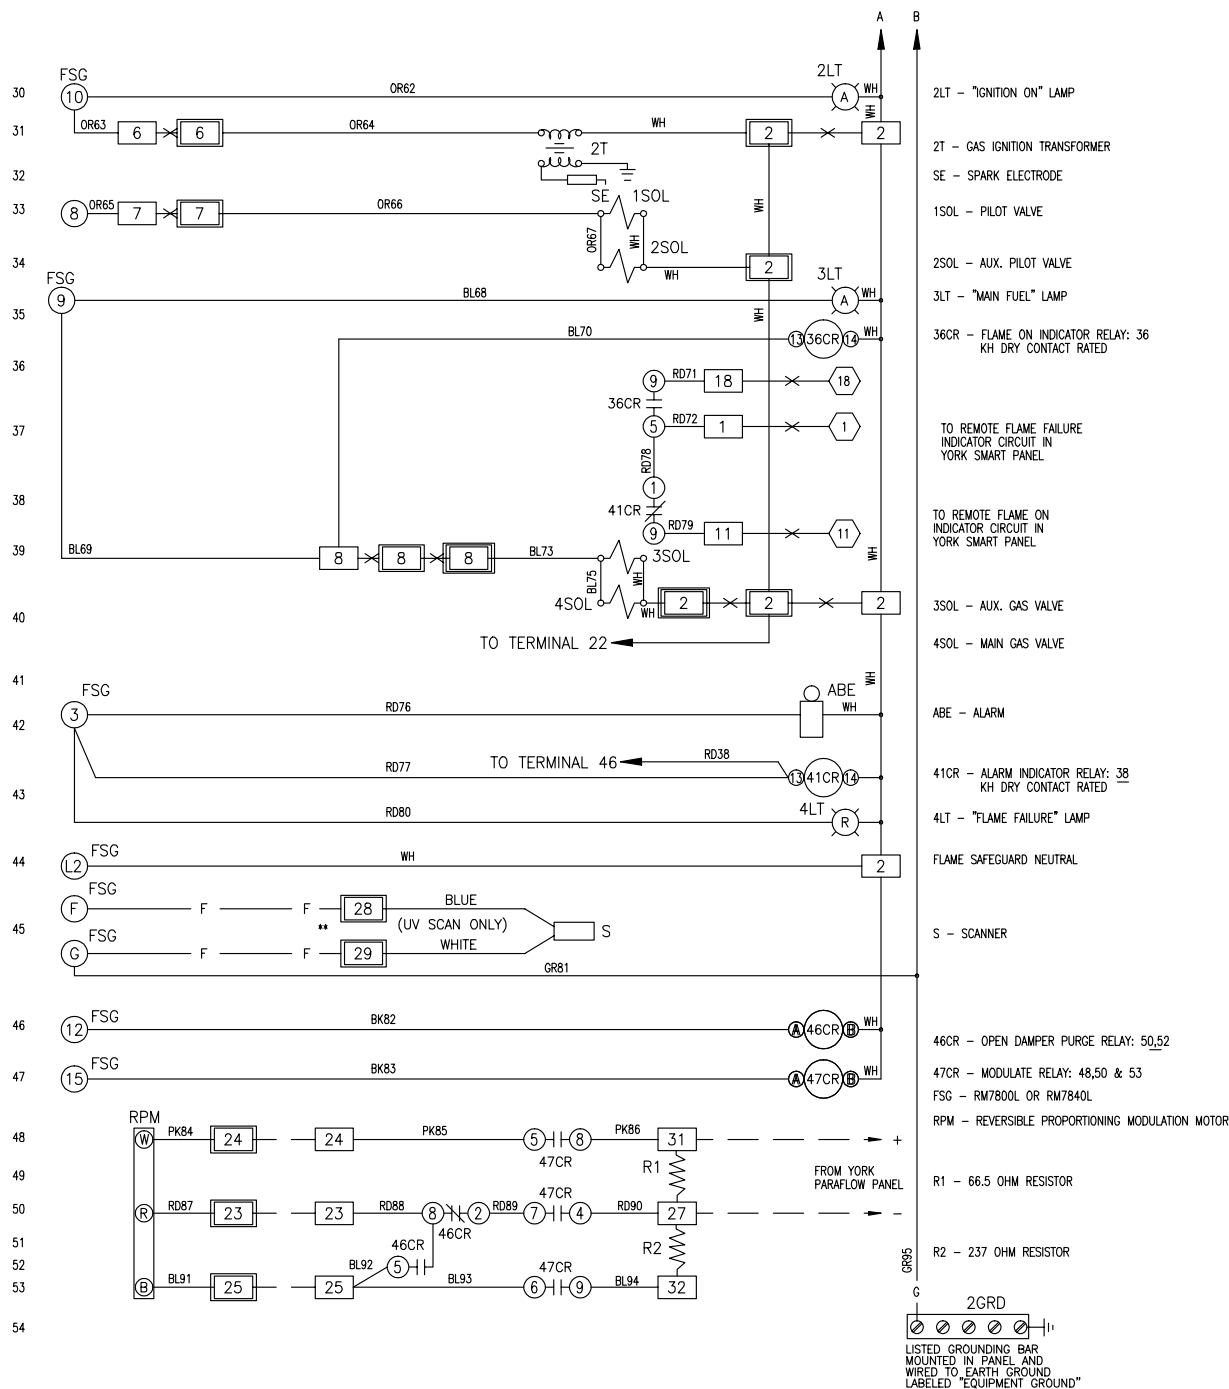 A B
FSG
2LT
30 10 OR62 A WH 2LT - "IGNITION ON" LAMP
WH
31 OR63 6 6 OR64 WH 2 2
2T 2T - GAS IGNITION TRANSFORMER
32 SE - SPARK ELECTRODE
SE 1SOL
33 8 OR65 7 7 OR66 WH 1SOL - PILOT VALVE
OR67 WH 2SOL
34 WH 2 2SOL - AUX. PILOT VALVE
FSG 3LT
9 BL68 A WH 3LT - "MAIN FUEL" LAMP
35 WH
BL70 13 36CR 14 WH 36CR - FLAME ON INDICATOR RELAY: 36
KH DRY CONTACT RATED
36
9 RD71 18 18
36CR
37 5 RD72 1 1 TO REMOTE FLAME FAILURE
INDICATOR CIRCUIT IN
YORK SMART PANEL
RD78
1
38 41CR
TO REMOTE FLAME ON
INDICATOR CIRCUIT IN
YORK SMART PANEL
9 RD79 11 11
39 BL69 8 8 8 BL73 3SOL WH
BL75 WH
4SOL WH 2 2 2 3SOL - AUX. GAS VALVE
40
TO TERMINAL 22 4SOL - MAIN GAS VALVE
41 WH
FSG ABE
3 RD76 WH ABE - ALARM
42
TO TERMINAL 46 RD38
RD77 13 41CR 14 41CR - ALARM INDICATOR RELAY: 38
KH DRY CONTACT RATED
43
RD80 4LT R 4LT - "FLAME FAILURE" LAMP
FSG
44 L2 WH 2 FLAME SAFEGUARD NEUTRAL
FSG
F F F 28 BLUE
45 ** (UV SCAN ONLY) S S - SCANNER
FSG
G F F 29 WHITE
GR81
FSG
46 12 BK82 A 46CR B WH
46CR - OPEN DAMPER PURGE RELAY: 50,52
FSG
47 15 BK83 A 47CR B WH 47CR - MODULATE RELAY: 48,50 & 53
FSG - RM7800L OR RM7840L
RPM RPM - REVERSIBLE PROPORTIONING MODULATION MOTOR
48 W PK84 24 24 PK85 5 8 PK86 31 +
47CR
49 R1 FROM YORK
PARAFLOW PANEL
R1 - 66.5 OHM RESISTOR
47CR
50 R RD87 23 23 RD88 8 2 RD89 7 4 RD90 27 -
46CR
51 46CR R2 R2 - 237 OHM RESISTOR
52 BL92 5 GR95
47CR
53 B BL91 25 25 BL93 6 9 BL94 32
G
2GRD
54
LISTED GROUNDING BAR
MOUNTED IN PANEL AND
WIRED TO EARTH GROUND
LABELED "EQUIPMENT GROUND"